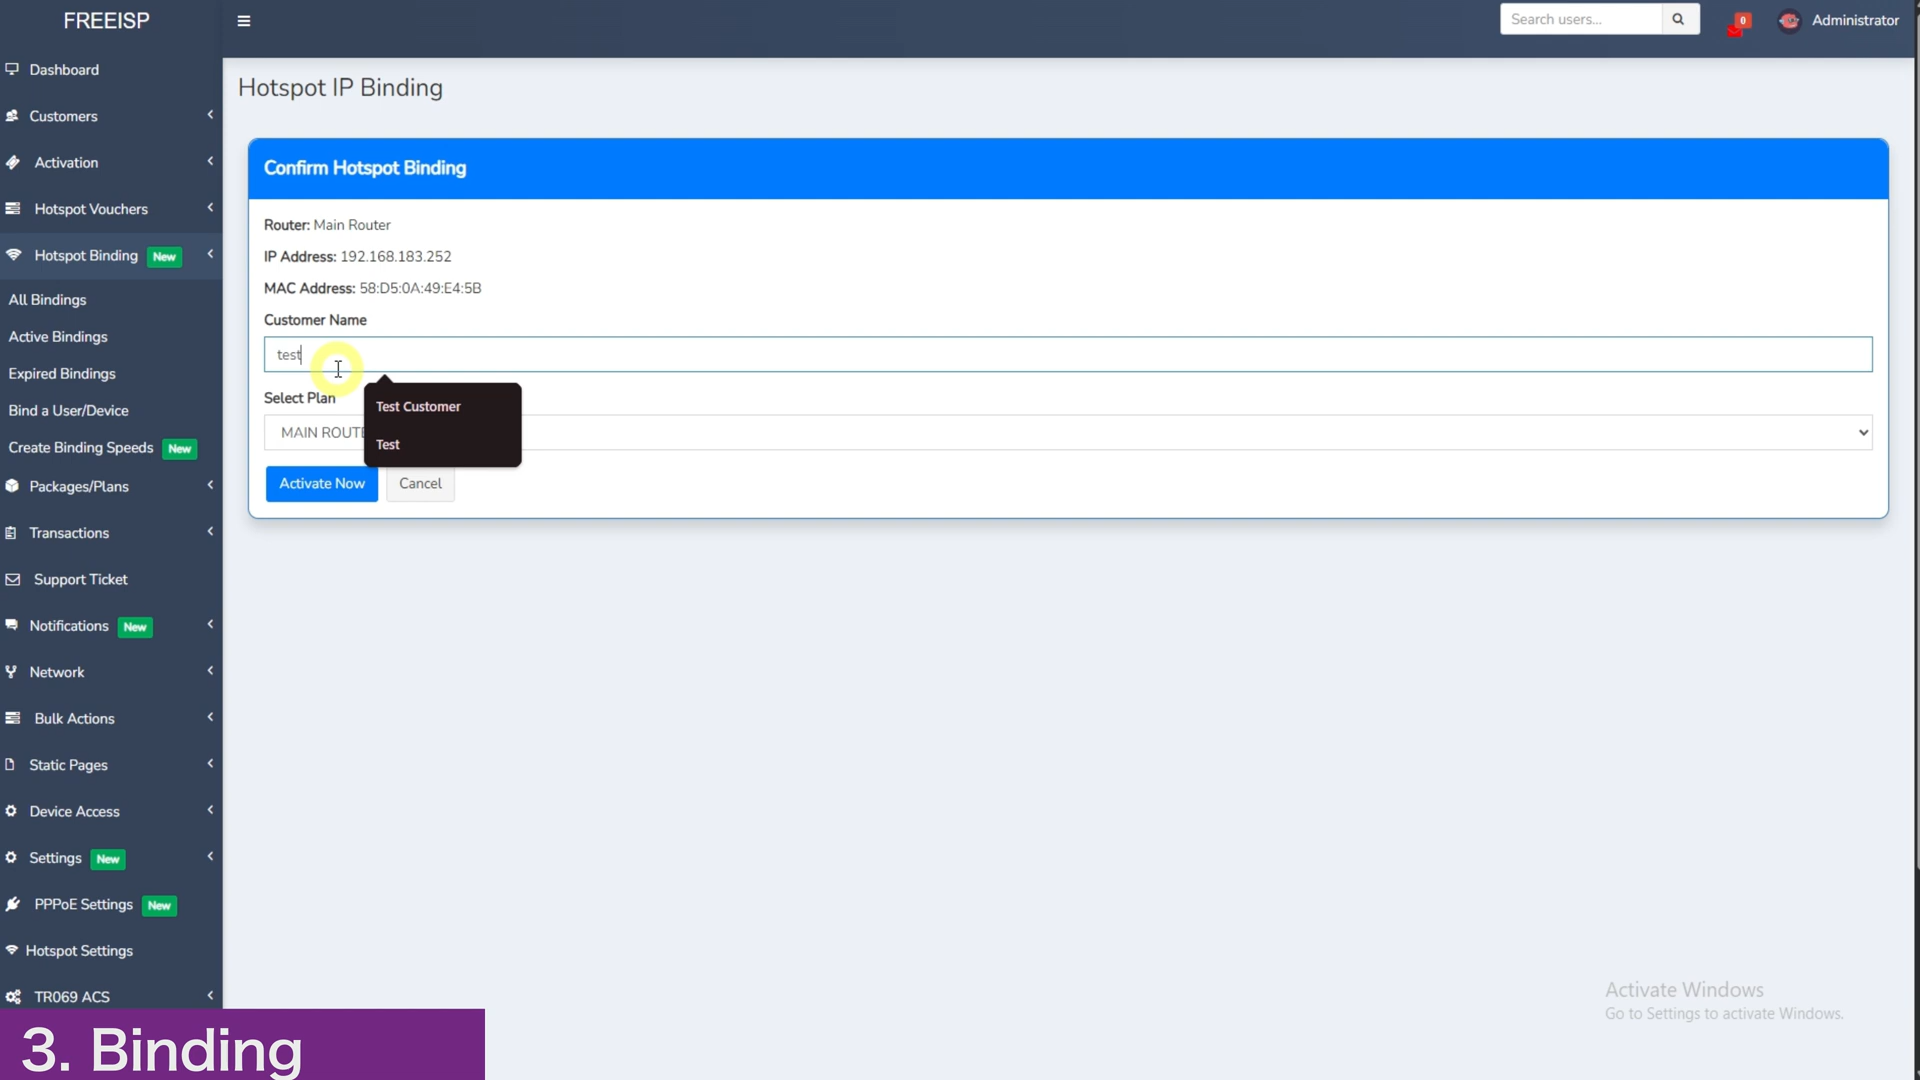 FREEISP
Search users...
0
Administrator
Dashboard
Customers
Activation
Hotspot Vouchers
Hotspot Binding New
All Bindings
Active Bindings
Expired Bindings
Bind a User/Device
Create Binding Speeds New
Packages/Plans
Transactions
Support Ticket
Notifications New
Network
Bulk Actions
Static Pages
Device Access
Settings New
PPPoE Settings New
Hotspot Settings
TR069 ACS
Hotspot IP Binding
Confirm Hotspot Binding
Router: Main Router
IP Address: 192.168.183.252
MAC Address: 58:D5:0A:49:E4:5B
Customer Name
test
Test Customer
Test
Select Plan
MAIN ROUTE
Activate Now Cancel
Activate Windows
Go to Settings to activate Windows.
3. Binding